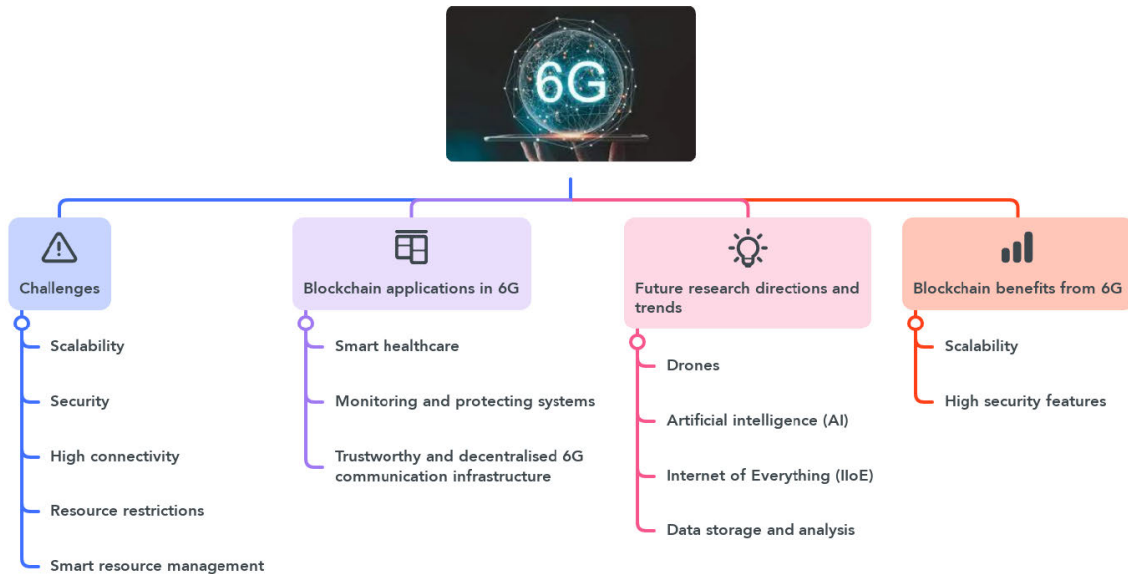 6G
Challenges
Scalability
Security
High connectivity
Resource restrictions
Smart resource management
Blockchain applications in 6G
Smart healthcare
Monitoring and protecting systems
Trustworthy and decentralised 6G
communication infrastructure
Future research directions and
trends
Drones
Artificial intelligence (AI)
Internet of Everything (IIoE)
Data storage and analysis
Blockchain benefits from 6G
Scalability
High security features